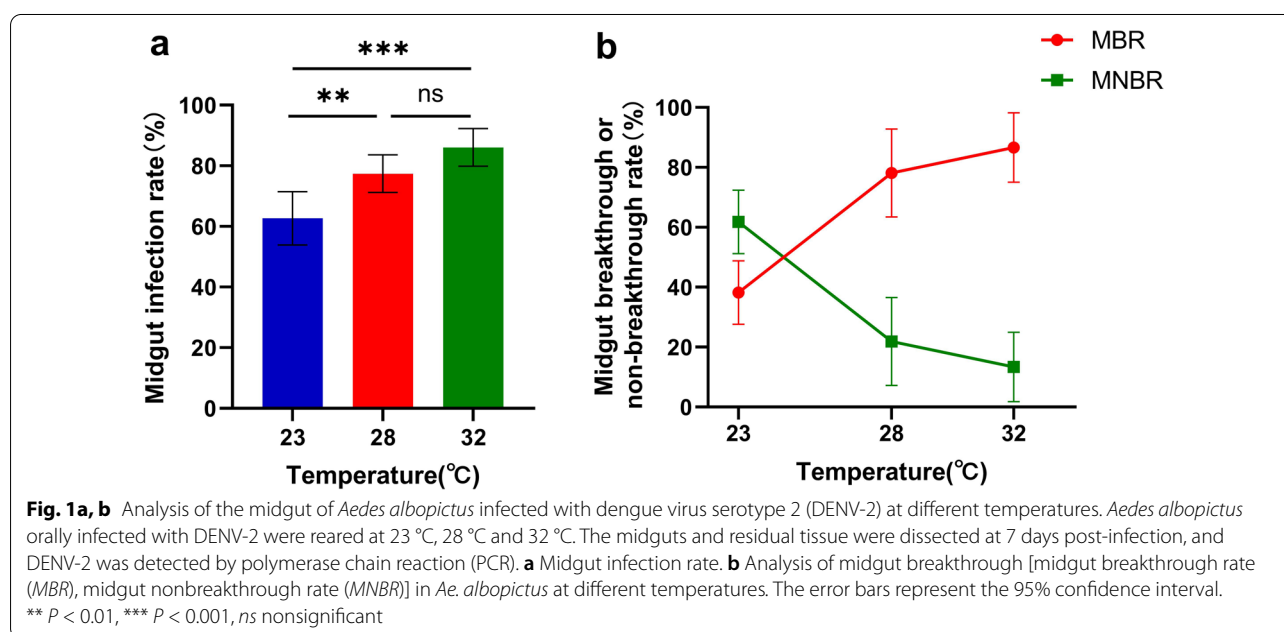 a
***
**
ns
Midgut infection rate (%)
100
80
60
40
20
0
23 28 32
Temperature(℃)
b
MBR
MNBR
Midgut breakthrough or
non-breakthrough rate (%)
100
80
60
40
20
0
23 28 32
Temperature(℃)
Fig. 1a, b Analysis of the midgut of Aedes albopictus infected with dengue virus serotype 2 (DENV-2) at different temperatures. Aedes albopictus
orally infected with DENV-2 were reared at 23 °C, 28 °C and 32 °C. The midguts and residual tissue were dissected at 7 days post-infection, and
DENV-2 was detected by polymerase chain reaction (PCR). a Midgut infection rate. b Analysis of midgut breakthrough [midgut breakthrough rate
(MBR), midgut nonbreakthrough rate (MNBR)] in Ae. albopictus at different temperatures. The error bars represent the 95% confidence interval.
** P < 0.01, *** P < 0.001, ns nonsignificant